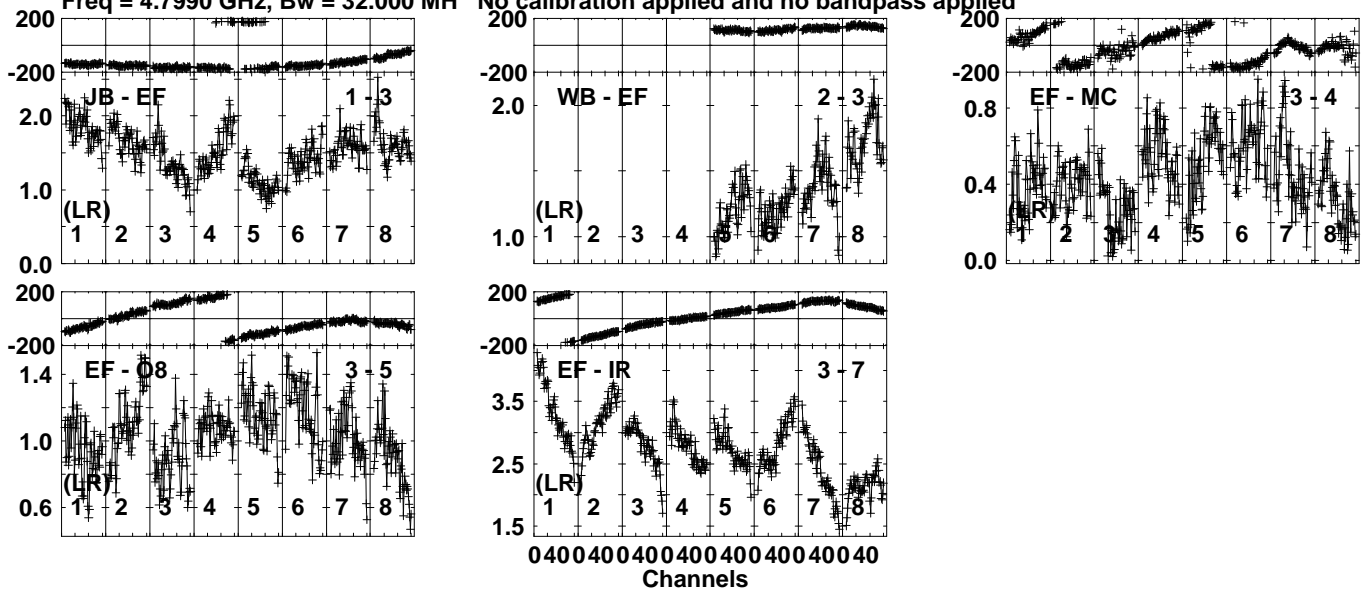 Freq = 4.7990 GHz, Bw = 32.000 MH No calibration applied and no bandpass applied
200
-200
JB - EF 1 - 3
2.0
1.0
0.0
(LR)
1 2 3 4 5 6 7 8
200
-200
WB - EF 2 - 3
2.0
1.0
(LR)
1 2 3 4 5 6 7 8
200
-200
EF - MC 3 - 4
0.8
0.4
0.0
(LR)
1 2 3 4 5 6 7 8
200
-200
EF - O8 3 - 5
1.4
1.0
0.6
(LR)
1 2 3 4 5 6 7 8
200
-200
EF - IR 3 - 7
3.5
2.5
1.5
(LR)
1 2 3 4 5 6 7 8
0 40 0 40 0 40 0 40 0 40 0 40 0 40 0 40
Channels